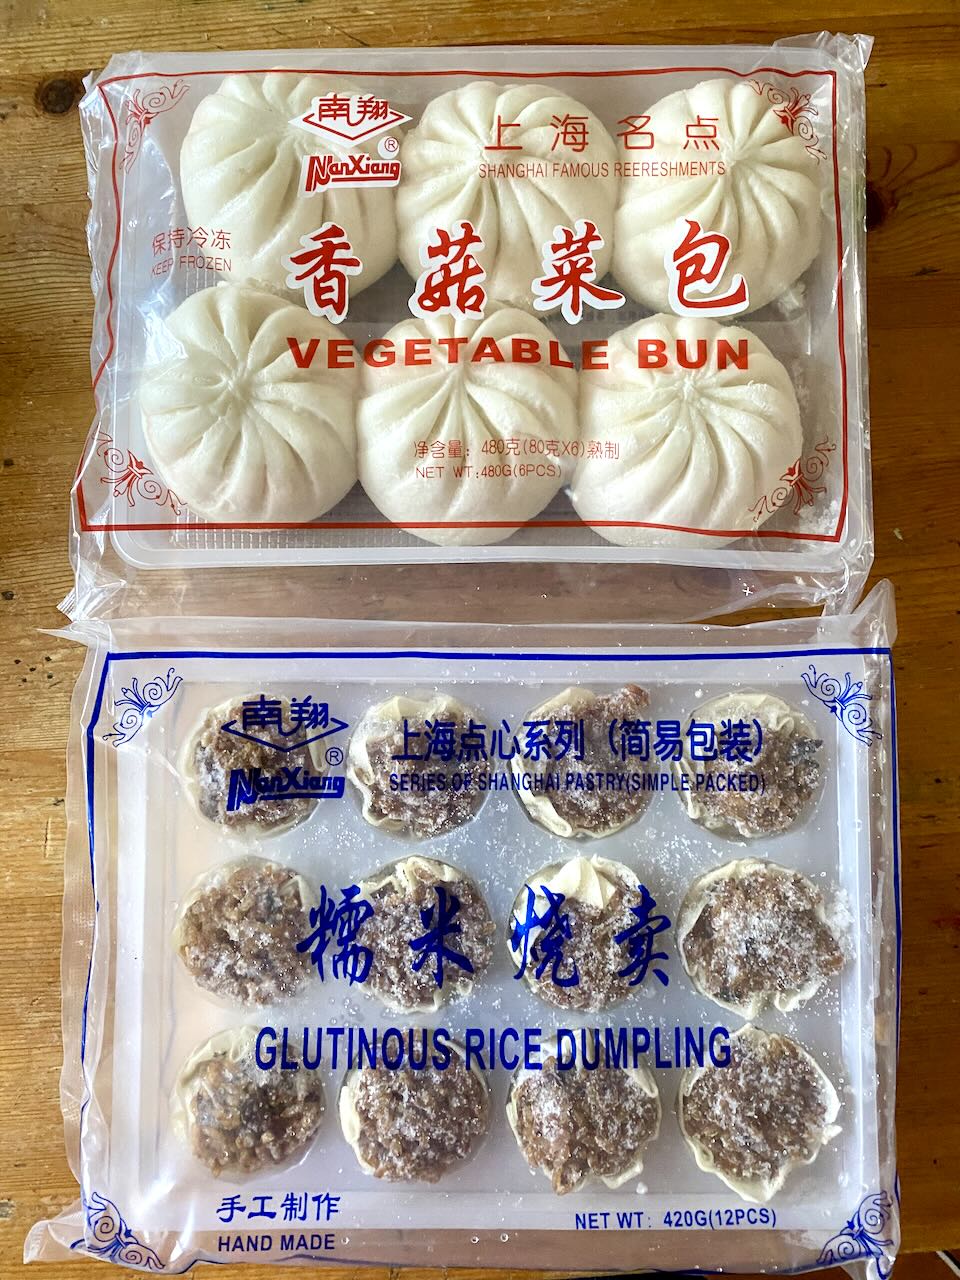 南翔
NanXiang®
上海名点
SHANGHAI FAMOUS REERESHMENTS
保持冷冻
KEEP FROZEN
香菇菜包
VEGETABLE BUN
净含量：480克(80克X6)熟制
NET WT:480G(6PCS)
南翔
NanXiang®
上海点心系列（简易包装）
SERIES OF SHANGHAI PASTRY(SIMPLE PACKED)
糯米烧卖
GLUTINOUS RICE DUMPLING
手工制作
HAND MADE
NET WT: 420G(12PCS)